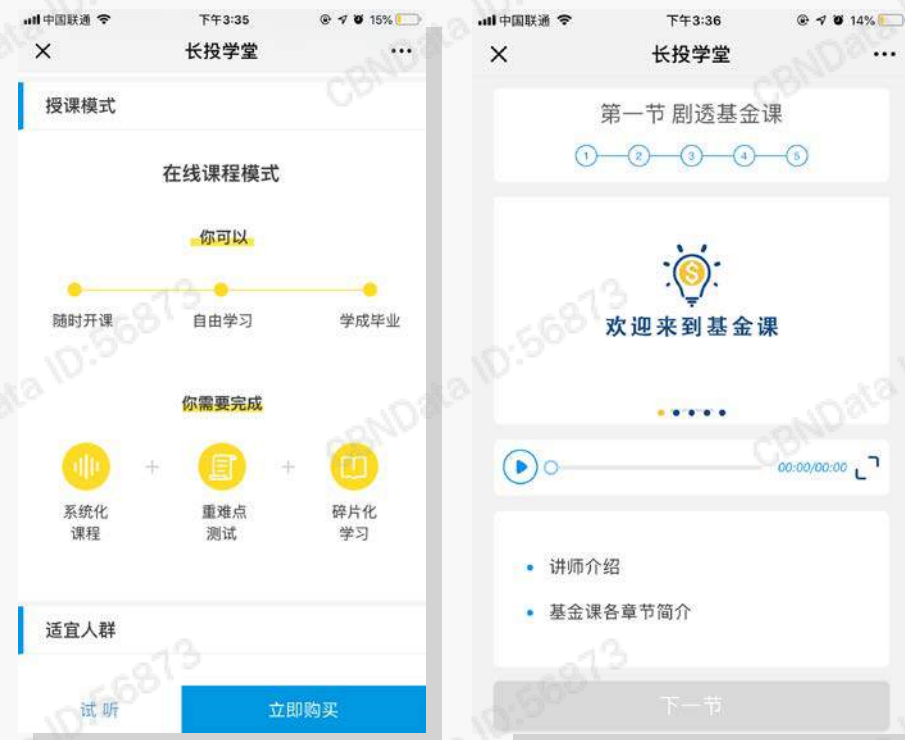 中国联通
下午3:35
15%
长投学堂
授课模式
在线课程模式
你可以
随时开课
自由学习
学成毕业
你需要完成
系统化
课程
+
重难点
测试
+
碎片化
学习
适宜人群
试 听
立即购买
中国联通
下午3:36
14%
长投学堂
第一节 剧透基金课
1
2
3
4
5
$
欢迎来到基金课
00:00/00:00
讲师介绍
基金课各章节简介
下一节
CBNData ID:56873